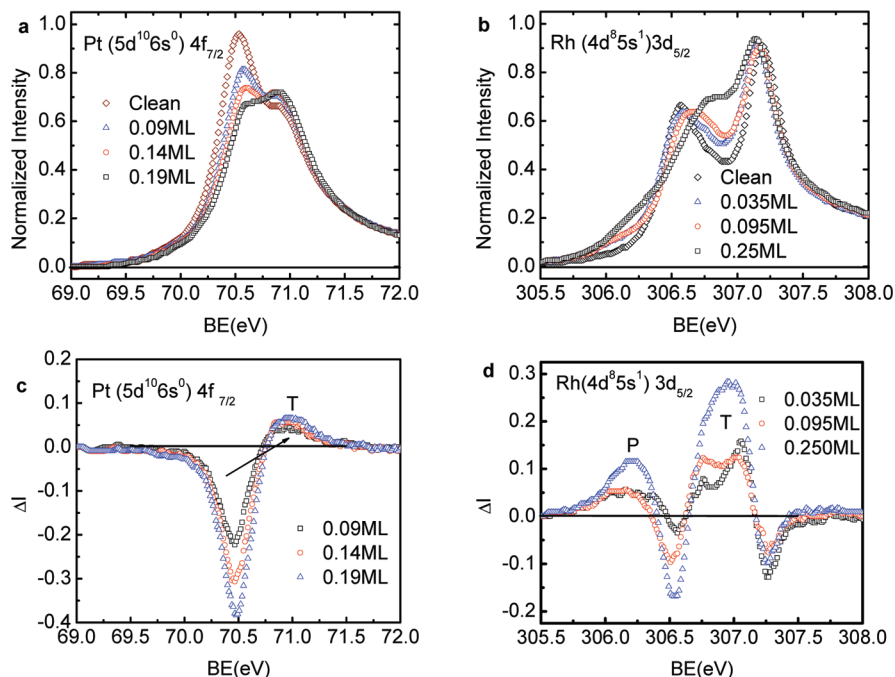 a
Pt (5d¹⁰6s⁰) 4f₇/₂
Clean
0.09ML
0.14ML
0.19ML
Normalized Intensity
1.0
0.8
0.6
0.4
0.2
0.0
69.0 69.5 70.0 70.5 71.0 71.5 72.0
BE(eV)
b
Rh (4d⁸5s¹)3d₅/₂
Clean
0.035ML
0.095ML
0.25ML
Normalized Intensity
1.0
0.8
0.6
0.4
0.2
0.0
305.5 306.0 306.5 307.0 307.5 308.0
BE(eV)
c
Pt (5d¹⁰6s⁰) 4f ₇/₂
T
0.09ML
0.14ML
0.19ML
ΔI
0.2
0.1
0.0
-0.1
-0.2
-0.3
-0.4
69.0 69.5 70.0 70.5 71.0 71.5 72.0
BE(eV)
d
Rh(4d⁸5s¹) 3d₅/₂
P
T
0.035ML
0.095ML
0.250ML
ΔI
0.3
0.2
0.1
0.0
-0.1
-0.2
305.5 306.0 306.5 307.0 307.5 308.0
BE(eV)